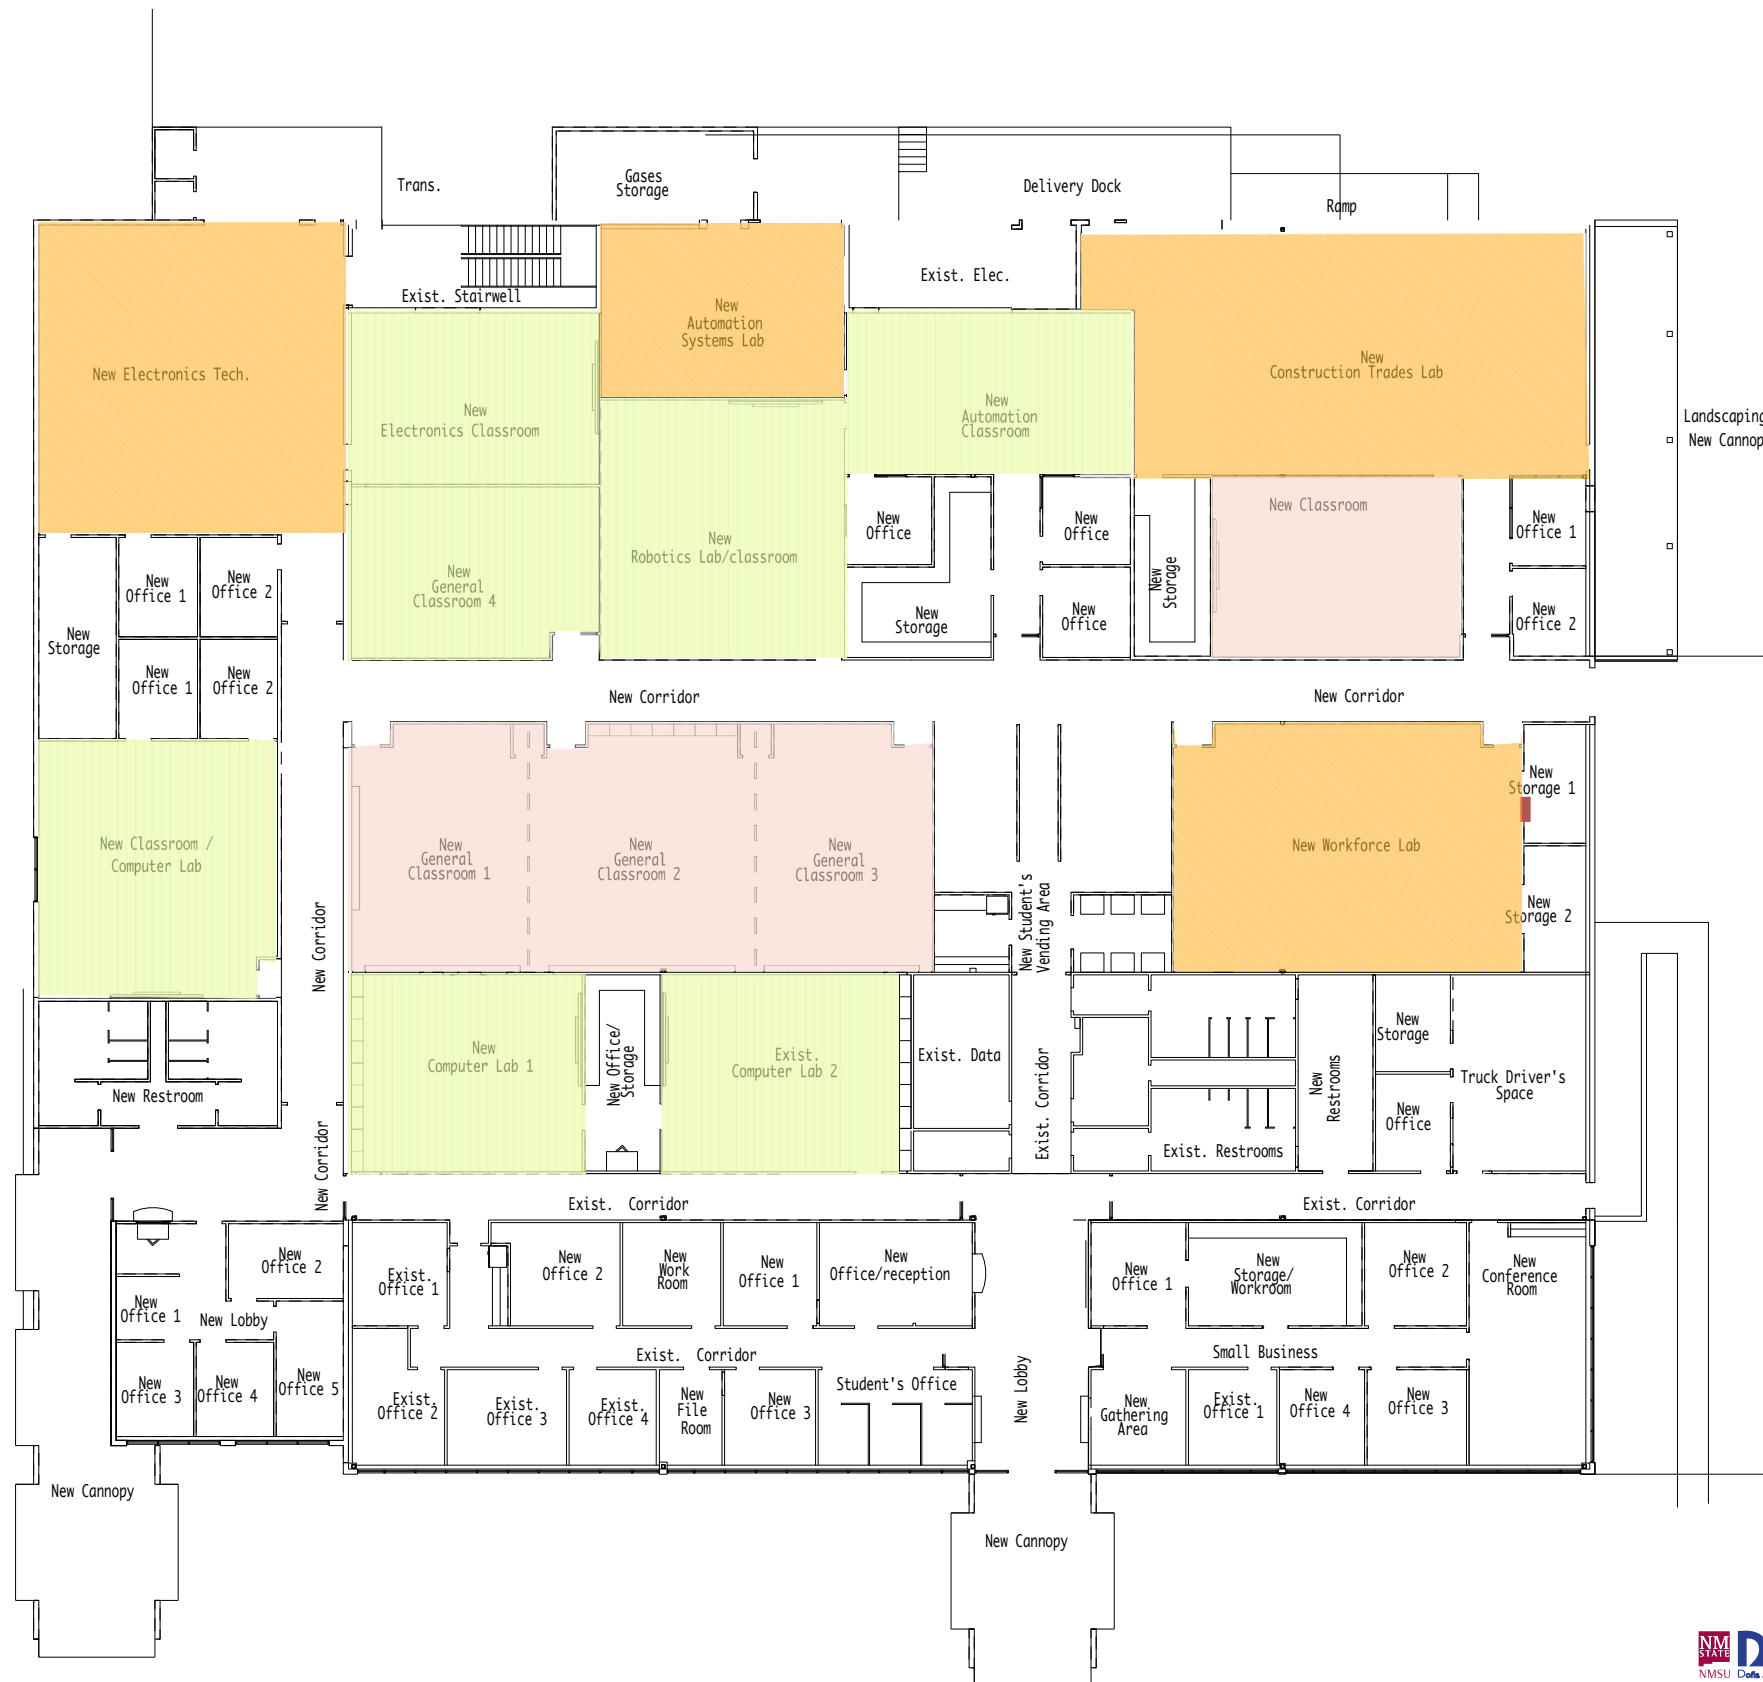 Trans.
Gases
Storage
Delivery Dock
Ramp
Exist. Stairwell
Exist. Elec.
New Electronics Tech.
New
Automation
Systems Lab
New
Construction Trades Lab
New
Electronics Classroom
New
Automation
Classroom
Landscaping
New Cannop
New
Office
New
Office
New Classroom
New
Office 1
New
Robotics Lab/classroom
New
General
Classroom 4
New
Office 1
New
Office 2
New
Storage
New
Storage
New
Storage
New
Office
New
Office 2
New
Office 1
New
Office 2
New Corridor
New Corridor
New
Storage 1
New Classroom /
Computer Lab
New
General
Classroom 1
New
General
Classroom 2
New
General
Classroom 3
New Workforce Lab
New Corridor
New Student's
Vending Area
New
Storage 2
New
Computer Lab 1
New Office/
Storage
Exist.
Computer Lab 2
Exist. Data
Exist. Corridor
New
Restrooms
New
Storage
Truck Driver's
Space
New Restroom
New
Office
Exist. Restrooms
New Corridor
Exist. Corridor
Exist. Corridor
New
Office 2
Exist.
Office 1
New
Office 2
New
Work
Room
New
Office 1
New
Office/reception
New
Office 1
New
Storage/
Workroom
New
Office 2
New
Conference
Room
New
Office 1
New Lobby
Exist. Corridor
Small Business
New
Office 3
New
Office 4
New
Office 5
Exist.
Office 2
Exist.
Office 3
Exist.
Office 4
New
File
Room
New
Office 3
Student's Office
New Lobby
New
Gathering
Area
Exist.
Office 1
New
Office 4
New
Office 3
New Cannopy
New Cannopy
NM
STATE
NMSU
D